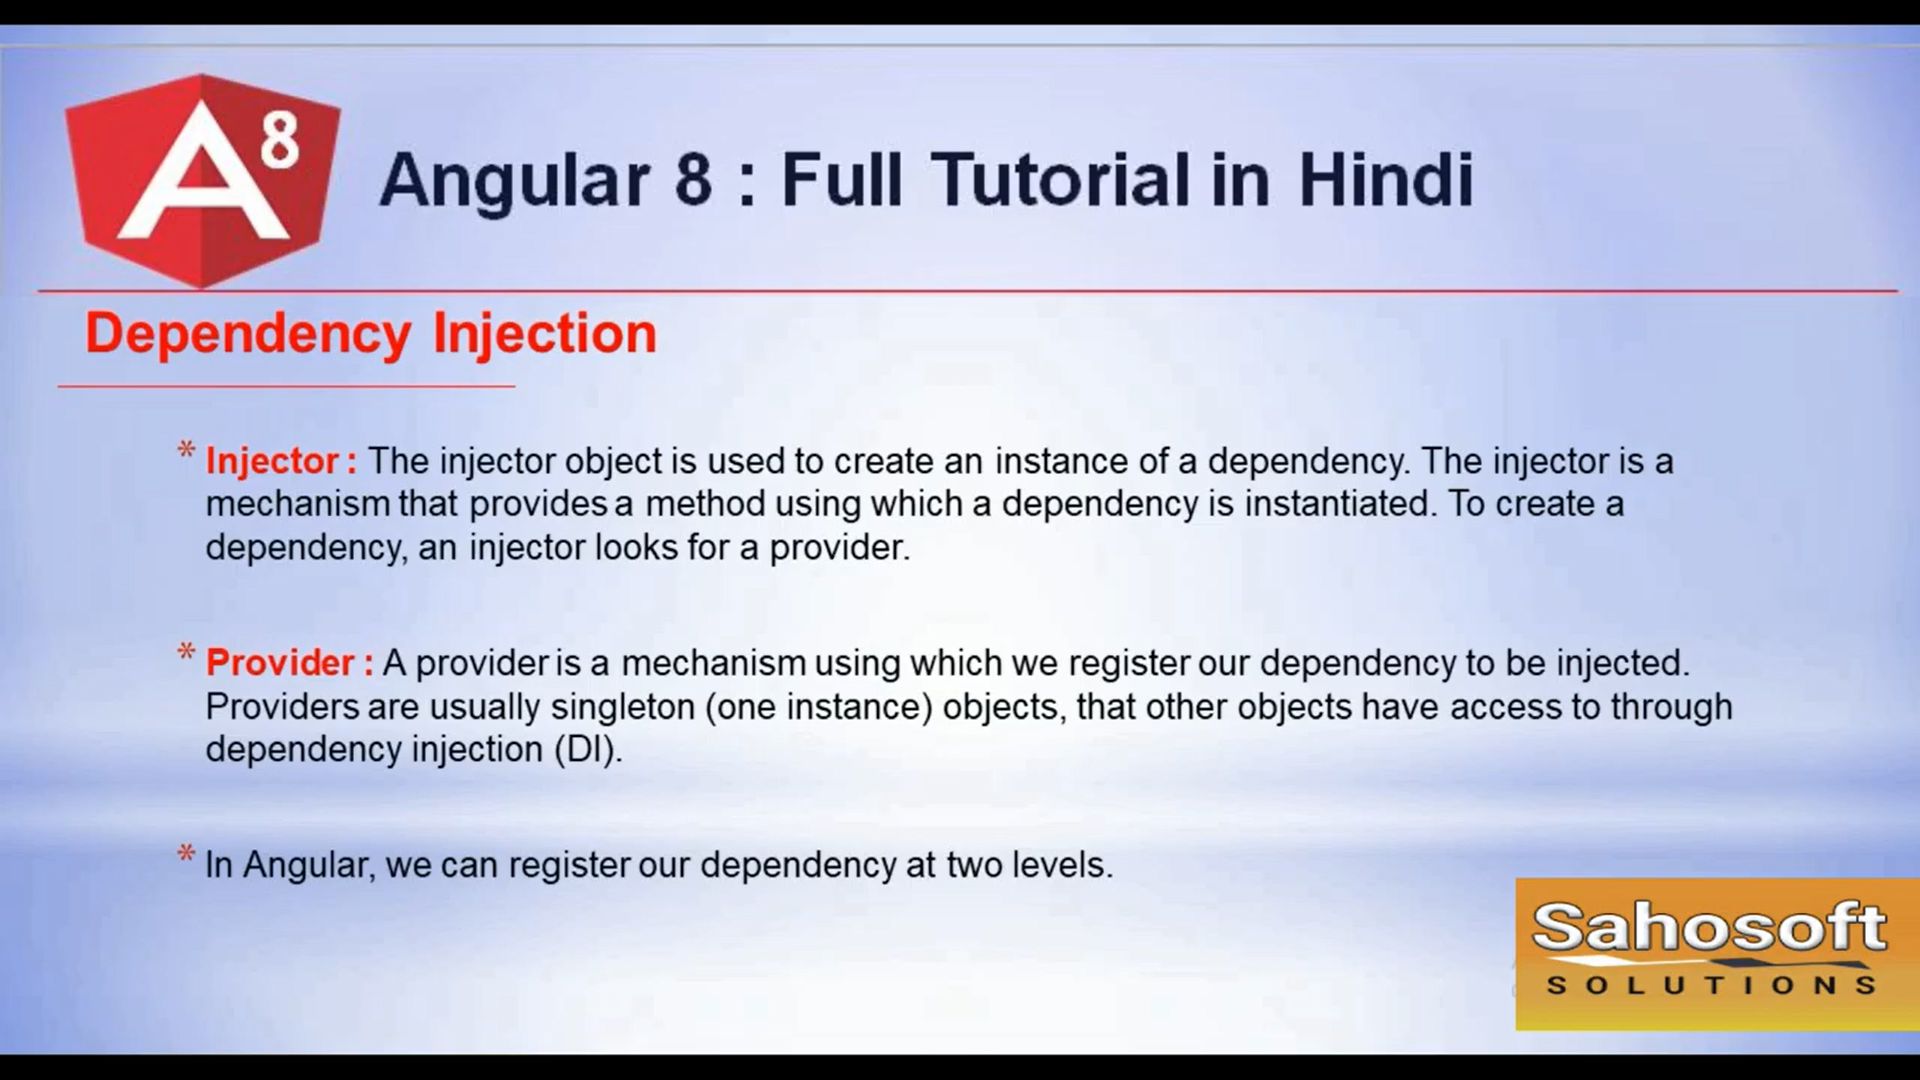 A8
Angular 8 : Full Tutorial in Hindi
Dependency Injection
* Injector : The injector object is used to create an instance of a dependency. The injector is a
mechanism that provides a method using which a dependency is instantiated. To create a
dependency, an injector looks for a provider.
* Provider : A provider is a mechanism using which we register our dependency to be injected.
Providers are usually singleton (one instance) objects, that other objects have access to through
dependency injection (DI).
* In Angular, we can register our dependency at two levels.
Sahosoft
SOLUTIONS